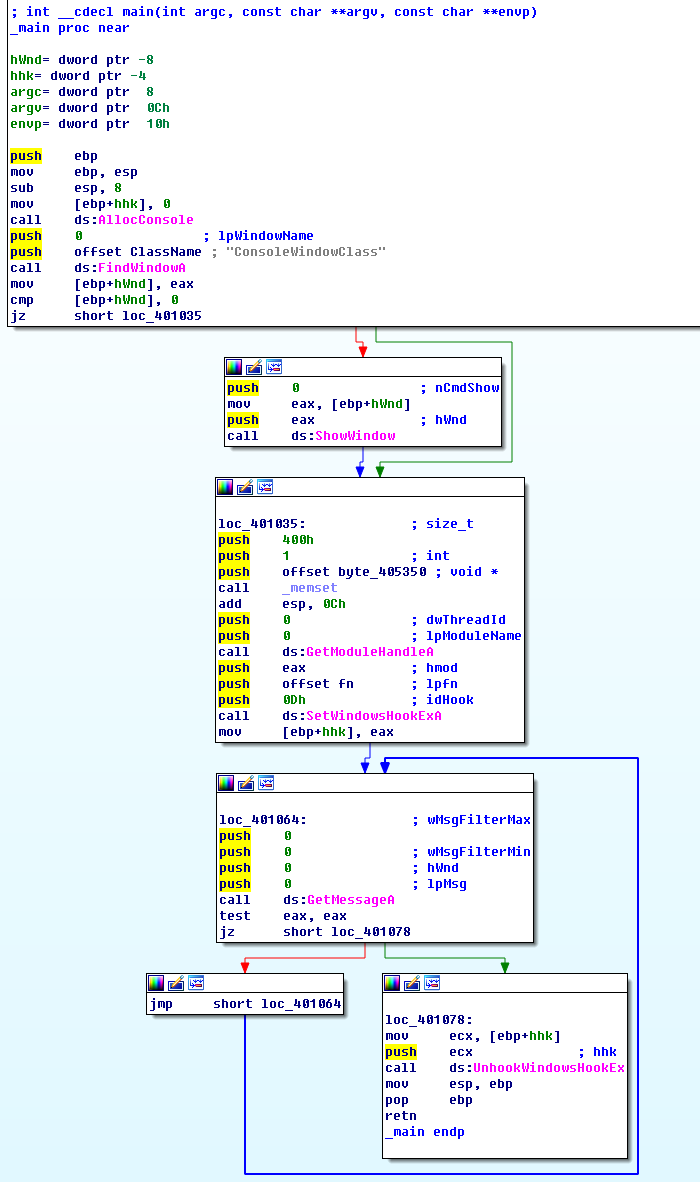 ; int __cdecl main(int argc, const char **argv, const char **envp)
_main proc near
hWnd= dword ptr -8
hhk= dword ptr -4
argc= dword ptr  8
argv= dword ptr  0Ch
envp= dword ptr  10h
push    ebp
mov     ebp, esp
sub     esp, 8
mov     [ebp+hhk], 0
call    ds:AllocConsole
push    0               ; lpWindowName
push    offset ClassName ; "ConsoleWindowClass"
call    ds:FindWindowA
mov     [ebp+hWnd], eax
cmp     [ebp+hWnd], 0
jz      short loc_401035
push    0               ; nCmdShow
mov     eax, [ebp+hWnd]
push    eax             ; hWnd
call    ds:ShowWindow
loc_401035:             ; size_t
push    400h
push    1               ; int
push    offset byte_405350 ; void *
call    _memset
add     esp, 0Ch
push    0               ; dwThreadId
push    0               ; lpModuleName
call    ds:GetModuleHandleA
push    eax             ; hmod
push    offset fn       ; lpfn
push    0Dh             ; idHook
call    ds:SetWindowsHookExA
mov     [ebp+hhk], eax
loc_401064:             ; wMsgFilterMax
push    0
push    0               ; wMsgFilterMin
push    0               ; hWnd
push    0               ; lpMsg
call    ds:GetMessageA
test    eax, eax
jz      short loc_401078
jmp     short loc_401064
loc_401078:
mov     ecx, [ebp+hhk]
push    ecx             ; hhk
call    ds:UnhookWindowsHookEx
mov     esp, ebp
pop     ebp
retn
_main endp